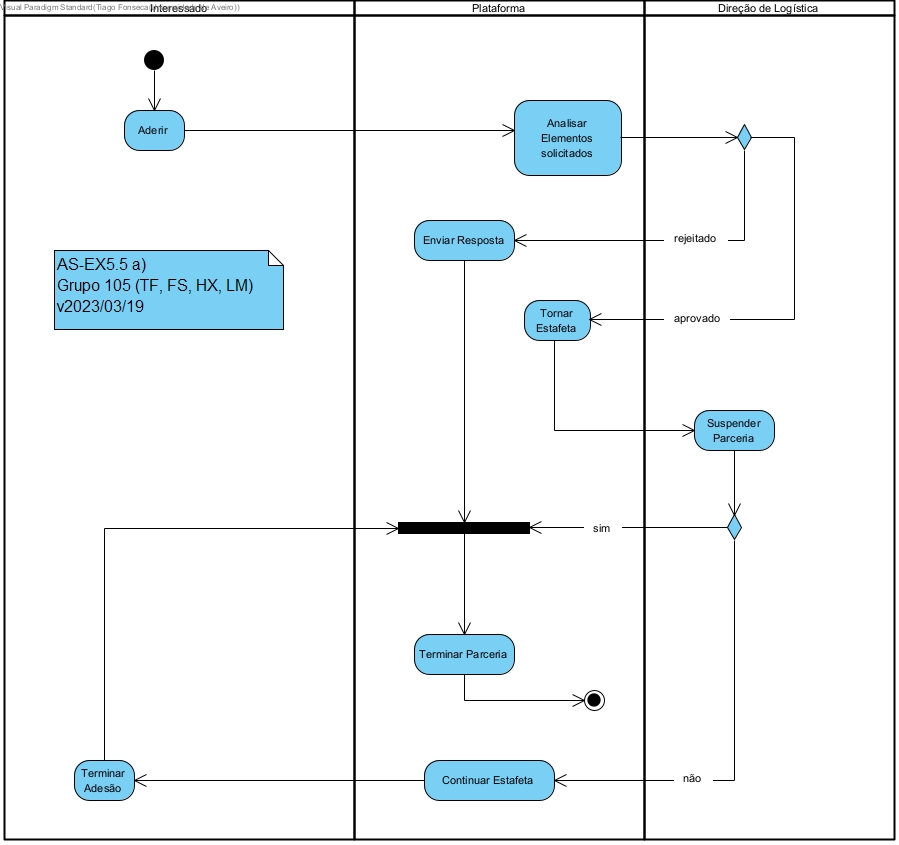 Visual Paradigm Standard(Tiago Fonseca
de Aveiro))
Interessado
Plataforma
Direção de Logística
Aderir
Analisar
Elementos
solicitados
Enviar Resposta
rejeitado
AS-EX5.5 a)
Grupo 105 (TF, FS, HX, LM)
v2023/03/19
Tornar
Estafeta
aprovado
Suspender
Parceria
sim
Terminar Parceria
Terminar
Adesão
Continuar Estafeta
não